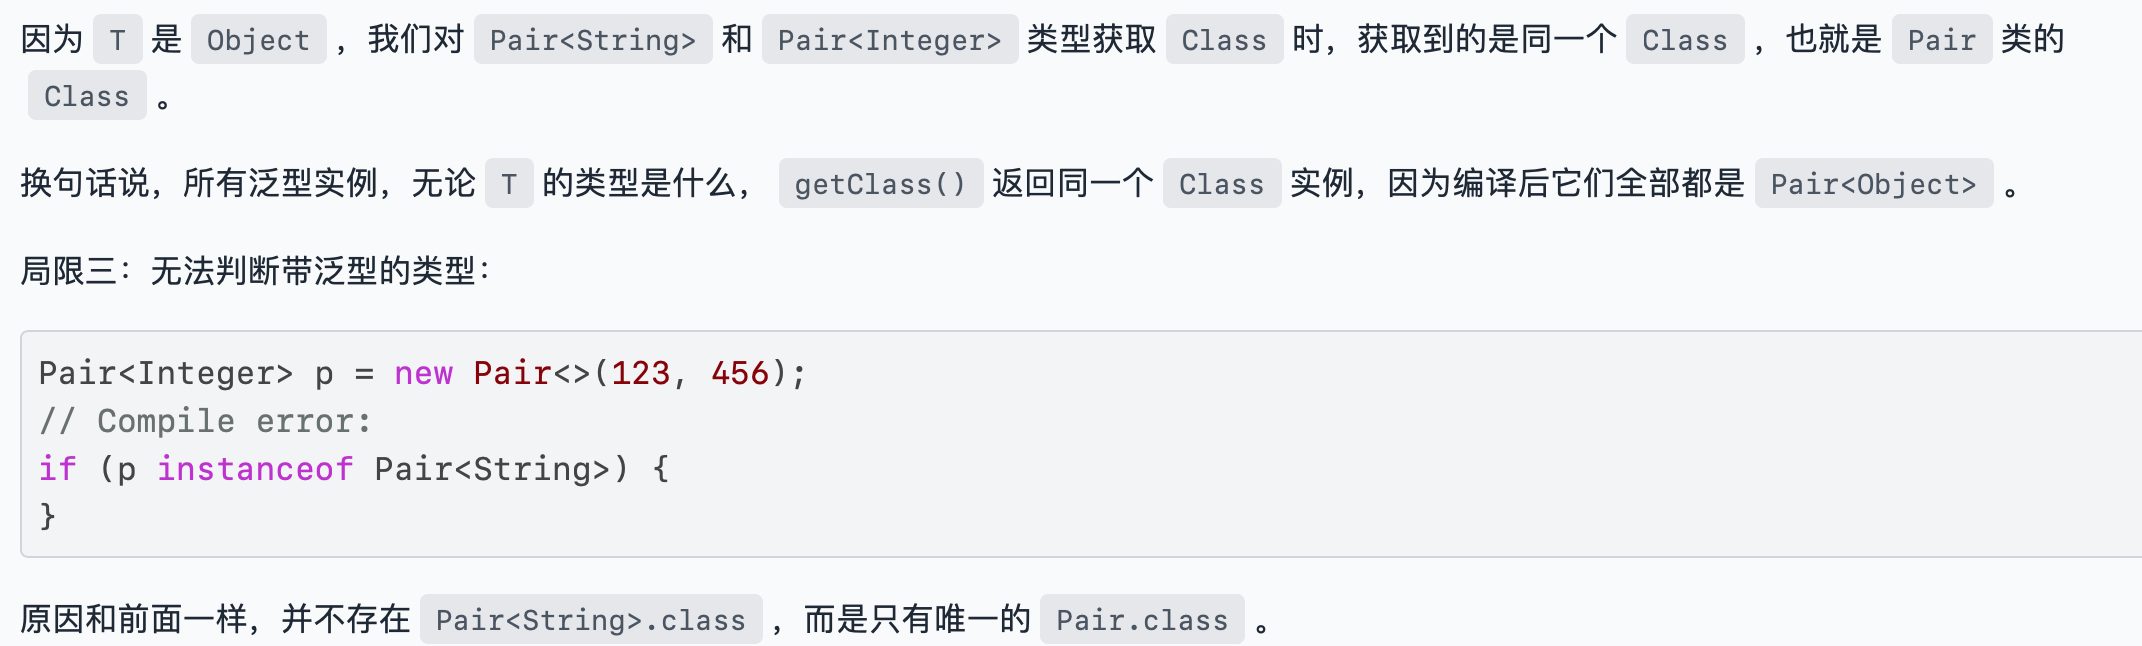 因为 T 是 Object ，我们对 Pair<String> 和 Pair<Integer> 类型获取 Class 时，获取到的是同一个 Class ，也就是 Pair 类的
Class 。
换句话说，所有泛型实例，无论 T 的类型是什么， getClass() 返回同一个 Class 实例，因为编译后它们全部都是 Pair<Object> 。
局限三：无法判断带泛型的类型：
Pair<Integer> p = new Pair<>(123, 456);
// Compile error:
if (p instanceof Pair<String>) {
}
原因和前面一样，并不存在 Pair<String>.class ，而是只有唯一的 Pair.class 。